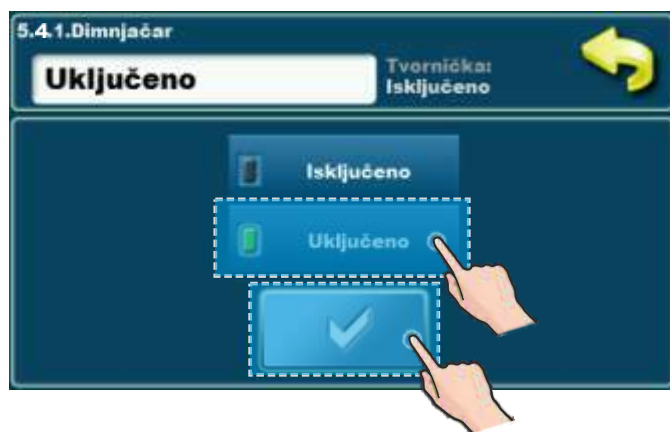 5.4.1.Dimnjačar
Uključeno
Tvornička:
Isključeno
Isključeno
Uključeno